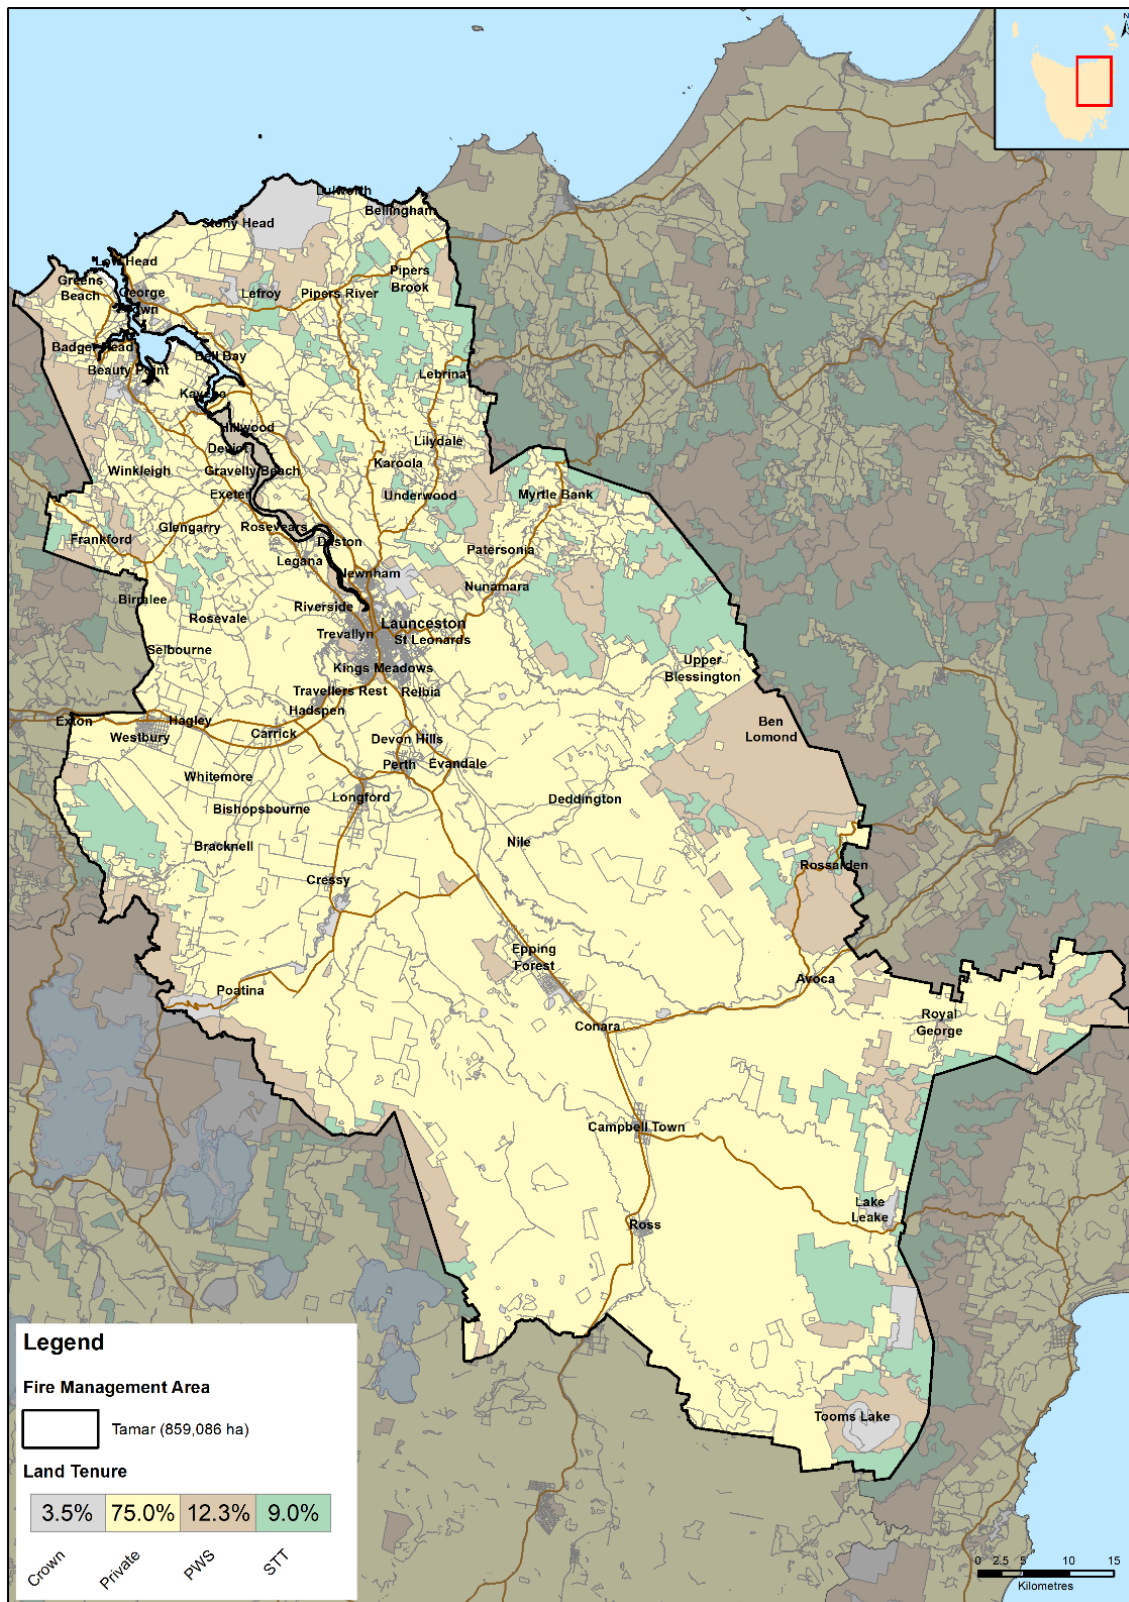 N
Lulworth
Bellingham
Stony Head
Low Head
Greens
Beach
George
Town
Lefroy
Pipers River
Pipers
Brook
Badger Head
Bell Bay
Beauty Point
Lebrina
Kayena
Hillwood
Deviot
Lilydale
Winkleigh
Gravelly Beach
Karoola
Exeter
Underwood
Myrtle Bank
Glengarry
Rosevears
Frankford
Dilston
Patersonia
Legana
Newnham
Nunamara
Birralee
Riverside
Rosevale
Launceston
Trevallyn
St Leonards
Selbourne
Kings Meadows
Upper
Blessington
Travellers Rest
Relbia
Hadspen
Exton
Hagley
Ben
Lomond
Westbury
Carrick
Devon Hills
Perth
Evandale
Whitemore
Longford
Deddington
Bishopsbourne
Nile
Bracknell
Rossarden
Cressy
Epping
Forest
Avoca
Poatina
Royal
George
Conara
Campbell Town
Lake
Leake
Ross
Tooms Lake
Legend
Fire Management Area
Tamar (859,086 ha)
Land Tenure
3.5% 75.0% 12.3% 9.0%
Crown Private PWS STT
0 2.5 5 10 15
Kilometres